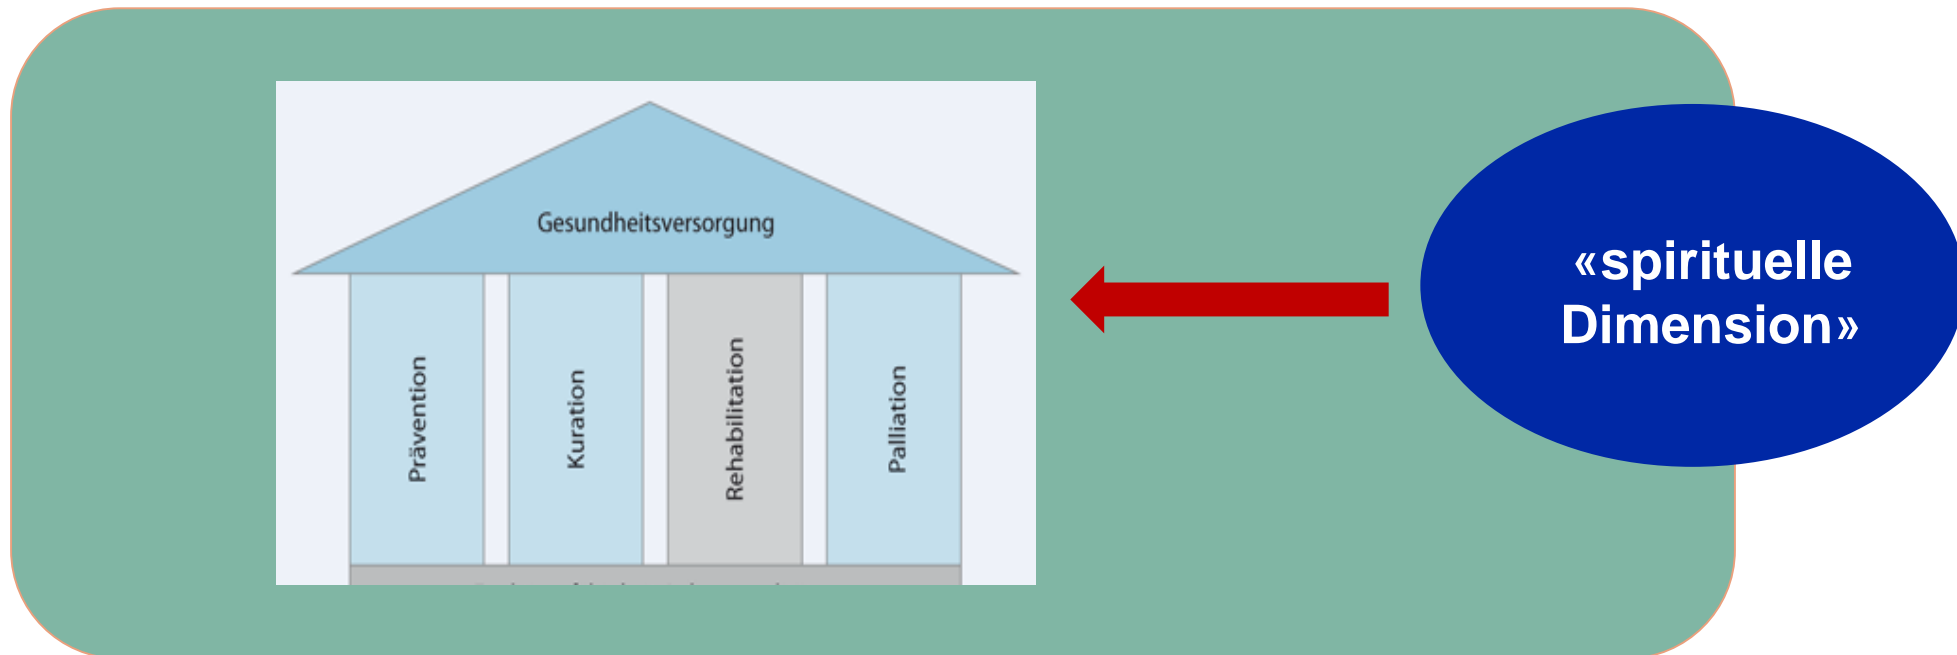 Gesundheitsversorgung
Prävention
Kuration
Rehabilitation
Palliation
«spirituelle
Dimension»